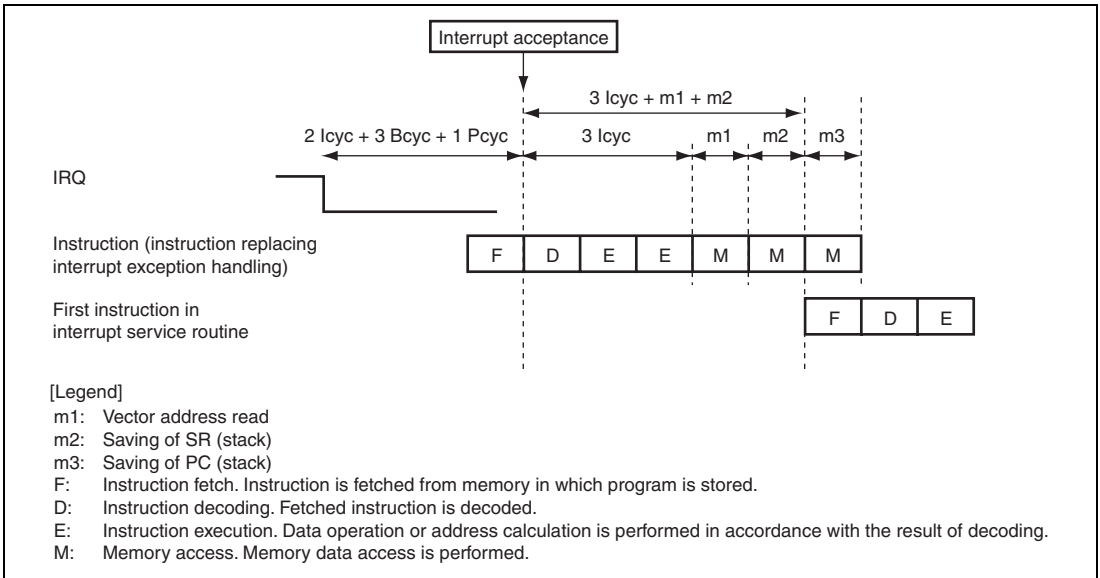 Interrupt acceptance
3 Icyc + m1 + m2
2 Icyc + 3 Bcyc + 1 Pcyc
3 Icyc
m1
m2
m3
IRQ
Instruction (instruction replacing
interrupt exception handling)
F D E E M M M
First instruction in
interrupt service routine
F D E
[Legend]
m1: Vector address read
m2: Saving of SR (stack)
m3: Saving of PC (stack)
F: Instruction fetch. Instruction is fetched from memory in which program is stored.
D: Instruction decoding. Fetched instruction is decoded.
E: Instruction execution. Data operation or address calculation is performed in accordance with the result of decoding.
M: Memory access. Memory data access is performed.